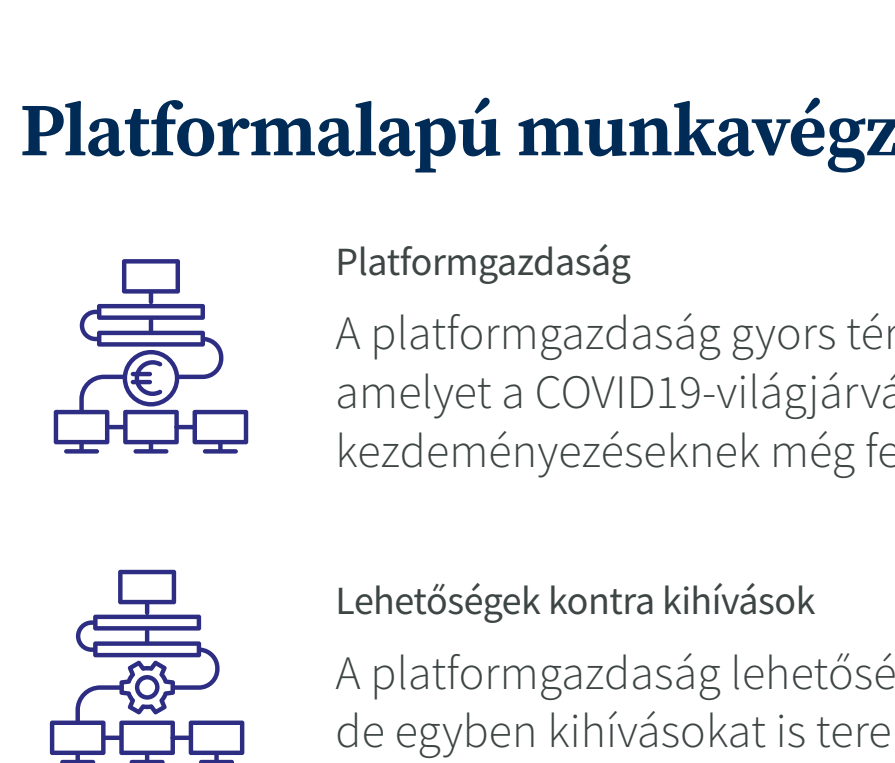 Platformalapú munkavégz
Platformgazdaság
A platformgazdaság gyors tér
amelyet a COVID19-világjárvá
kezdeményezéseknek még fe
Lehetőségek kontra kihívások
A platformgazdaság lehetősé
de egyben kihívásokat is tere